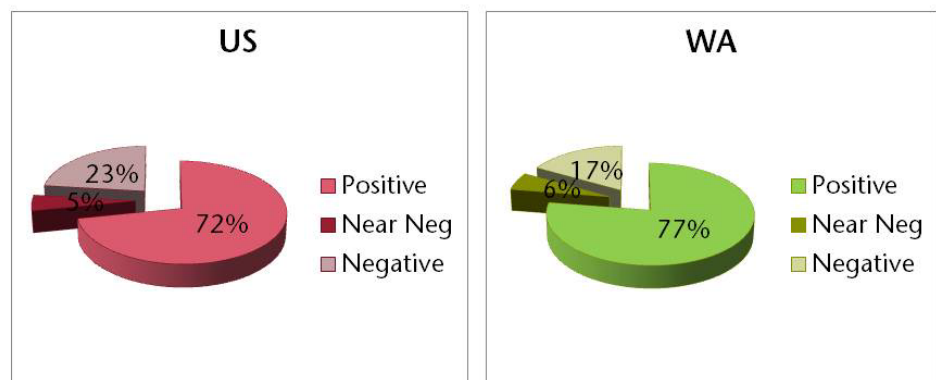 US
23%
5%
72%
Positive
Near Neg
Negative
WA
17%
6%
77%
Positive
Near Neg
Negative